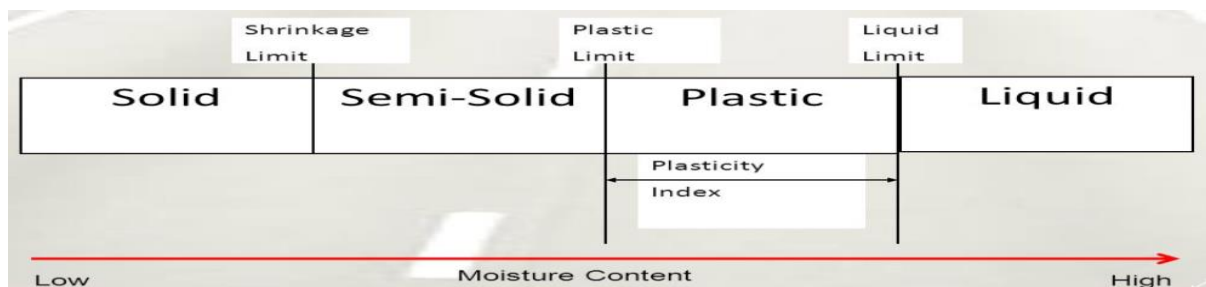 Shrinkage
Limit
Plastic
Limit
Liquid
Limit
Solid
Semi-Solid
Plastic
Liquid
Plasticity
Index
Low
Moisture Content
High